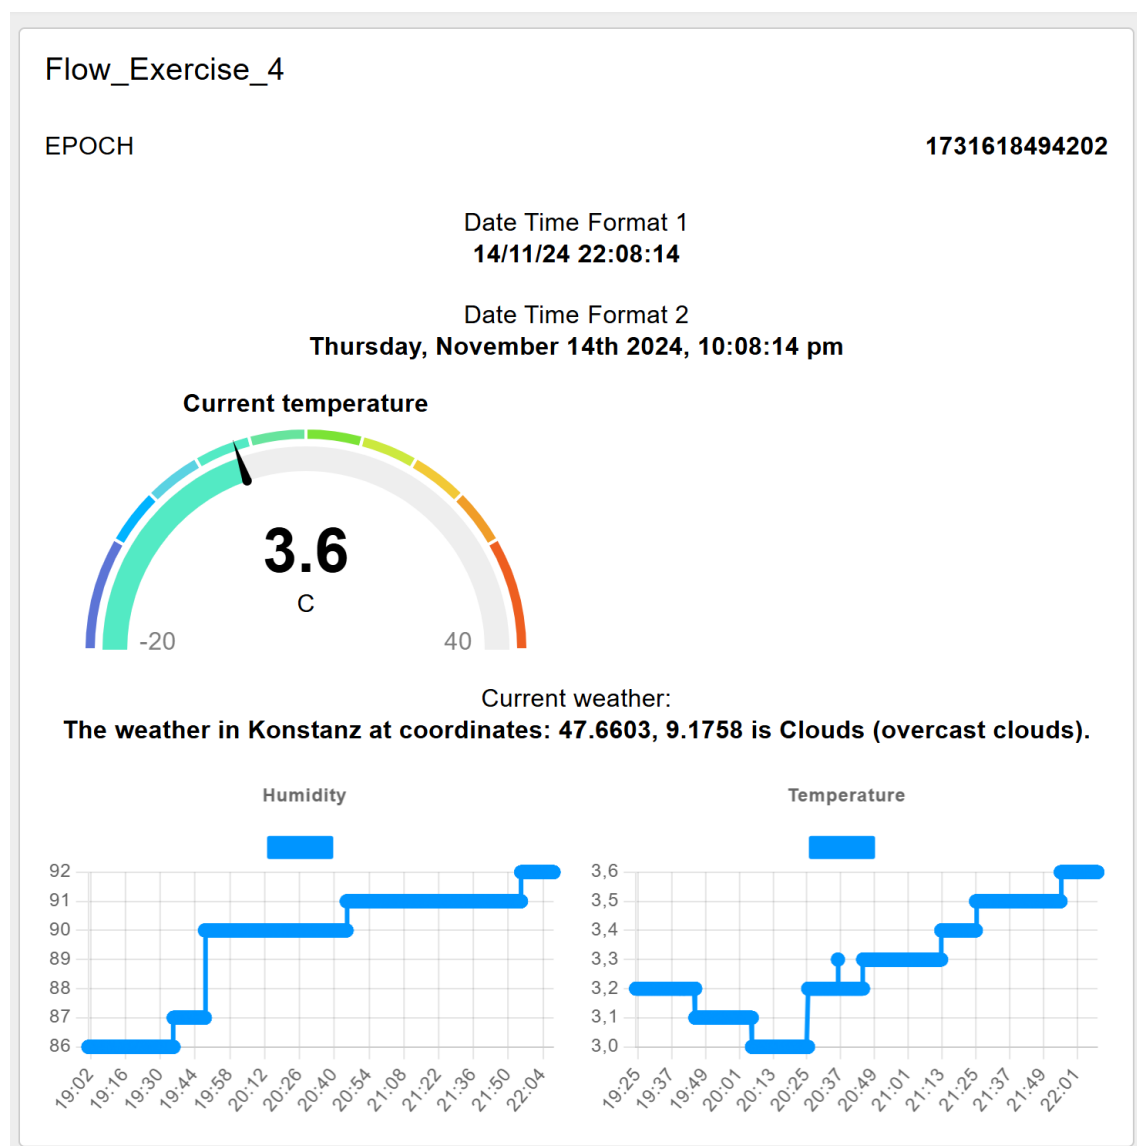 Flow_Exercise_4
EPOCH 1731618494202
Date Time Format 1
14/11/24 22:08:14
Date Time Format 2
Thursday, November 14th 2024, 10:08:14 pm
Current temperature
3.6
C
-20 40
Current weather:
The weather in Konstanz at coordinates: 47.6603, 9.1758 is Clouds (overcast clouds).
Humidity
92
91
90
89
88
87
86
19:02 19:16 19:30 19:44 19:58 20:12 20:26 20:40 20:54 21:08 21:22 21:36 21:50 22:04
Temperature
3,6
3,5
3,4
3,3
3,2
3,1
3,0
19:25 19:37 19:49 20:01 20:13 20:25 20:37 20:49 21:01 21:13 21:25 21:37 21:49 22:01